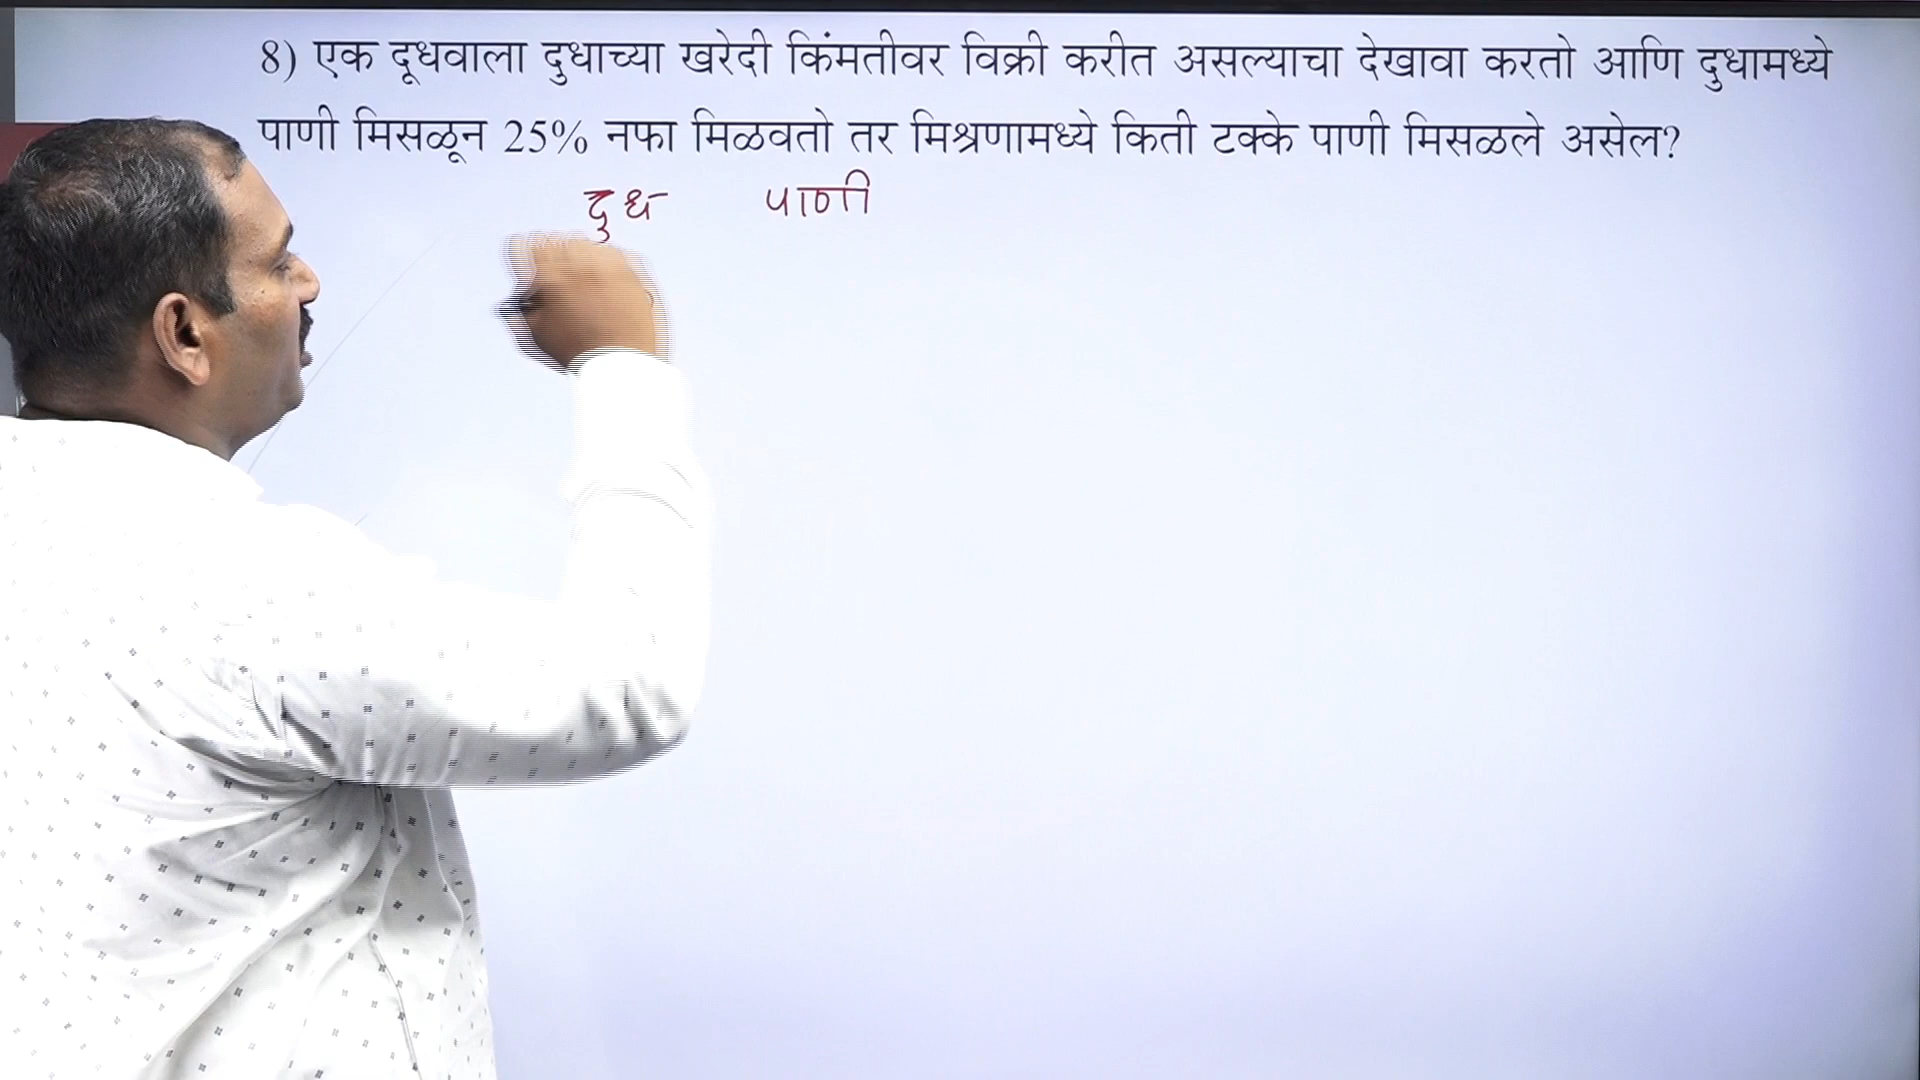 8) एक दूधवाला दुधाच्या खरेदी किंमतीवर विक्री करीत असल्याचा देखावा करतो आणि दुधामध्ये
पाणी मिसळून 25% नफा मिळवतो तर मिश्रणामध्ये किती टक्के पाणी मिसळले असेल?
दुध पाणी